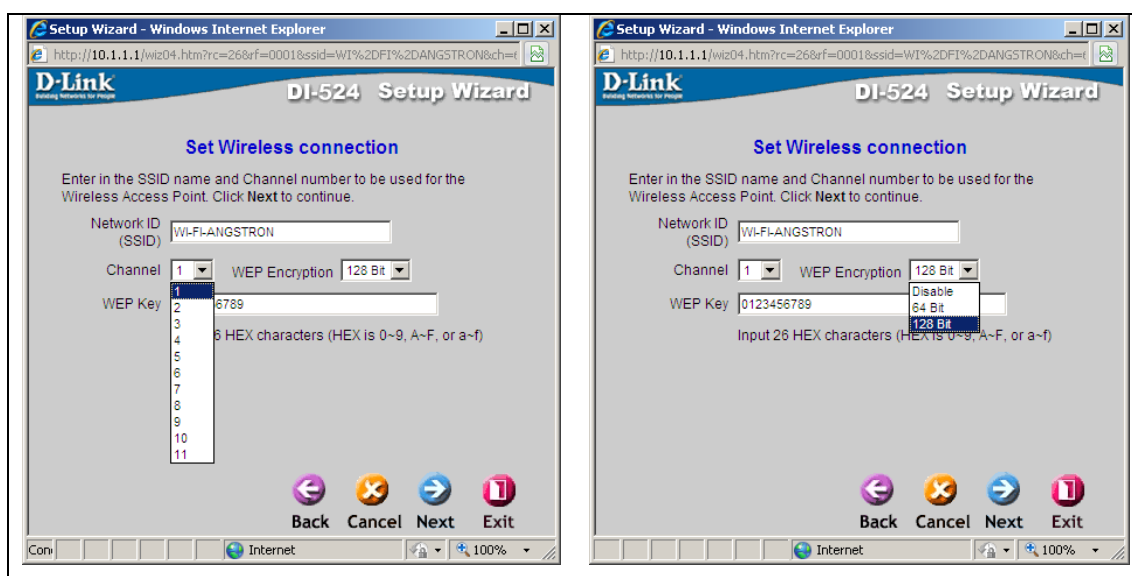 Setup Wizard - Windows Internet Explorer
http://10.1.1.1/wiz04.htm?rc=26&rf=0001&ssid=WI%2DFI%2DANGSTRON&ch=
D-Link
Building Networks for People
DI-524 Setup Wizard
Set Wireless connection
Enter in the SSID name and Channel number to be used for the
Wireless Access Point. Click Next to continue.
Network ID
(SSID) WI-FI-ANGSTRON
Channel 1 WEP Encryption 128 Bit
WEP Key 6789
6 HEX characters (HEX is 0~9, A~F, or a~f)
1
2
3
4
5
6
7
8
9
10
11
Back Cancel Next Exit
Internet 100%
Setup Wizard - Windows Internet Explorer
http://10.1.1.1/wiz04.htm?rc=26&rf=0001&ssid=WI%2DFI%2DANGSTRON&ch=
D-Link
Building Networks for People
DI-524 Setup Wizard
Set Wireless connection
Enter in the SSID name and Channel number to be used for the
Wireless Access Point. Click Next to continue.
Network ID
(SSID) WI-FI-ANGSTRON
Channel 1 WEP Encryption 128 Bit
Disable
64 Bit
128 Bit
WEP Key 0123456789
Input 26 HEX characters (HEX is 0~9, A~F, or a~f)
Back Cancel Next Exit
Internet 100%